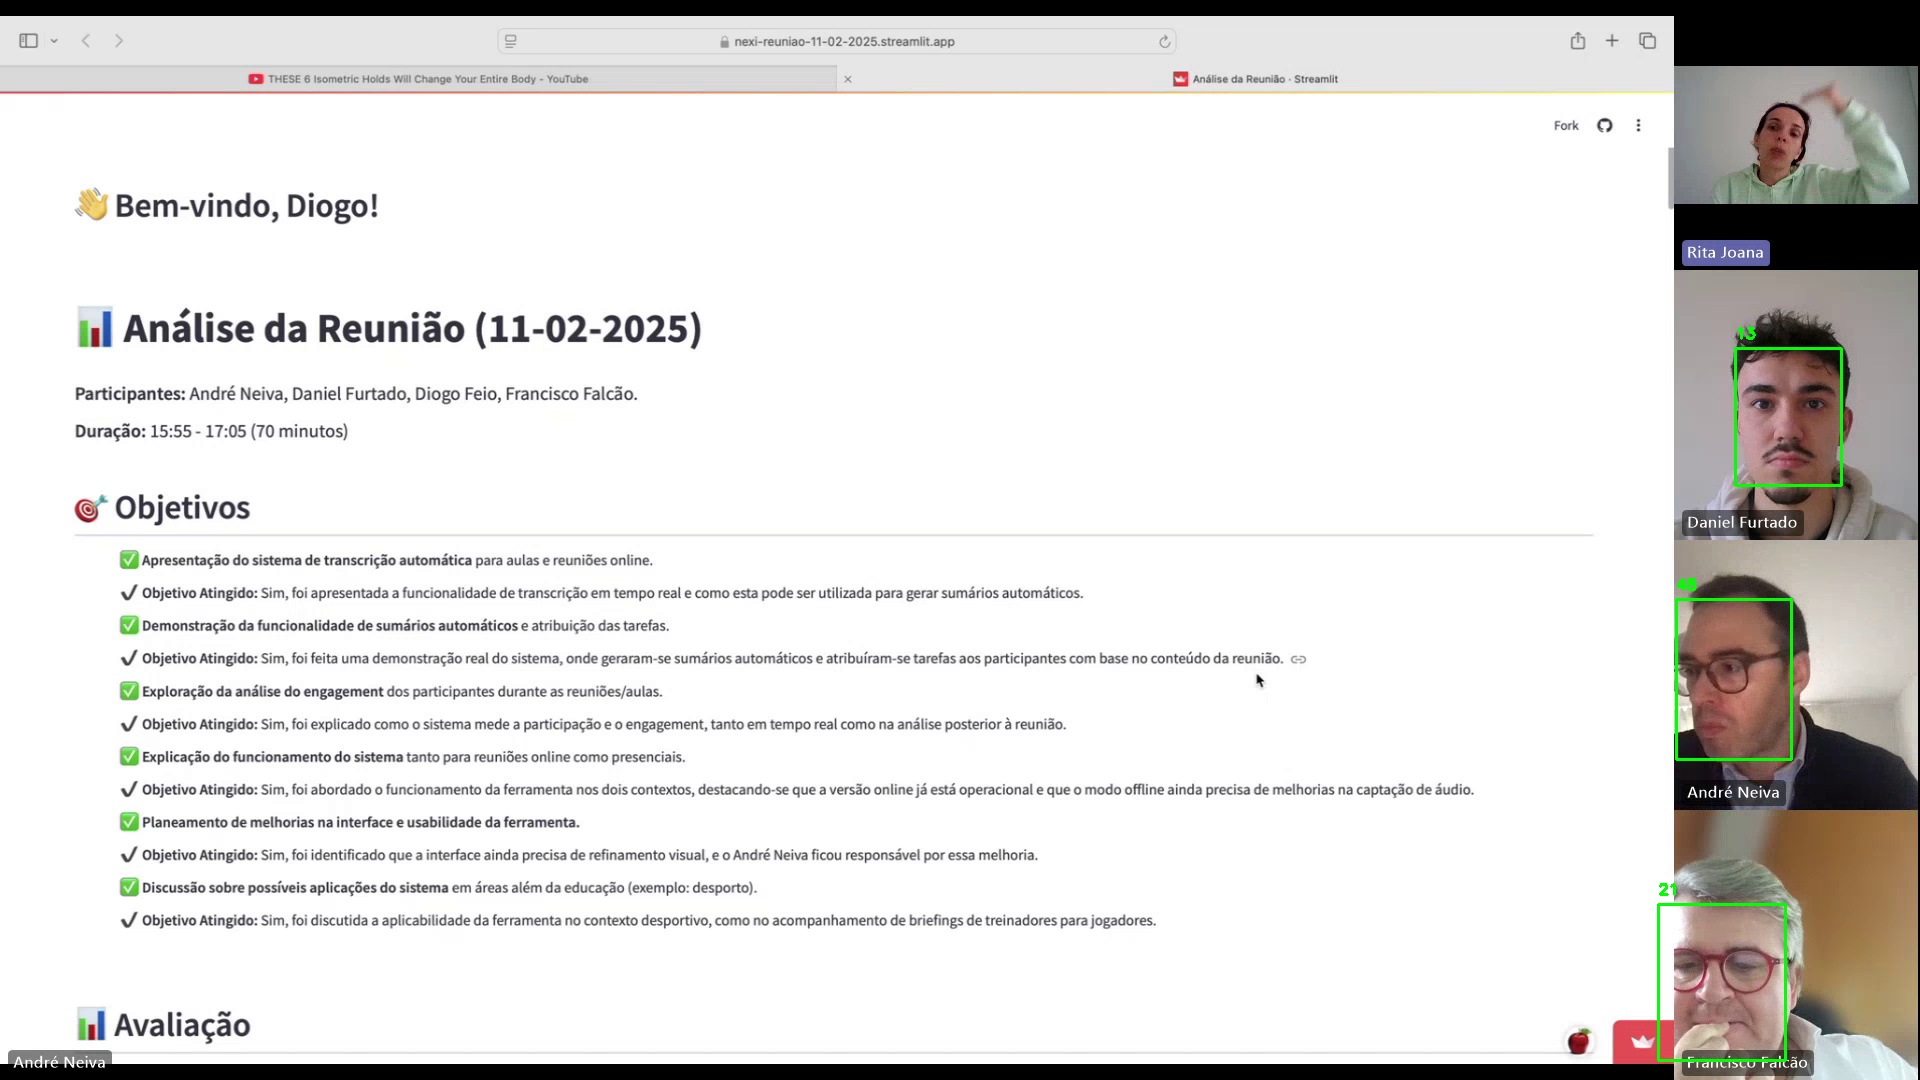 nexi-reuniao-11-02-2025.streamlit.app
THESE 6 Isometric Holds Will Change Your Entire Body - YouTube
Análise da Reunião · Streamlit
Fork
👋 Bem-vindo, Diogo!
📊 Análise da Reunião (11-02-2025)
Participantes: André Neiva, Daniel Furtado, Diogo Feio, Francisco Falcão.
Duração: 15:55 - 17:05 (70 minutos)
🎯 Objetivos
✅ Apresentação do sistema de transcrição automática para aulas e reuniões online.
✔ Objetivo Atingido: Sim, foi apresentada a funcionalidade de transcrição em tempo real e como esta pode ser utilizada para gerar sumários automáticos.
✅ Demonstração da funcionalidade de sumários automáticos e atribuição das tarefas.
✔ Objetivo Atingido: Sim, foi feita uma demonstração real do sistema, onde geraram-se sumários automáticos e atribuíram-se tarefas aos participantes com base no conteúdo da reunião.
✅ Exploração da análise do engagement dos participantes durante as reuniões/aulas.
✔ Objetivo Atingido: Sim, foi explicado como o sistema mede a participação e o engagement, tanto em tempo real como na análise posterior à reunião.
✅ Explicação do funcionamento do sistema tanto para reuniões online como presenciais.
✔ Objetivo Atingido: Sim, foi abordado o funcionamento da ferramenta nos dois contextos, destacando-se que a versão online já está operacional e que o modo offline ainda precisa de melhorias na captação de áudio.
✅ Planeamento de melhorias na interface e usabilidade da ferramenta.
✔ Objetivo Atingido: Sim, foi identificado que a interface ainda precisa de refinamento visual, e o André Neiva ficou responsável por essa melhoria.
✅ Discussão sobre possíveis aplicações do sistema em áreas além da educação (exemplo: desporto).
✔ Objetivo Atingido: Sim, foi discutida a aplicabilidade da ferramenta no contexto desportivo, como no acompanhamento de briefings de treinadores para jogadores.
📊 Avaliação
André Neiva
Rita Joana
13
Daniel Furtado
André Neiva
21
Francisco Falcão